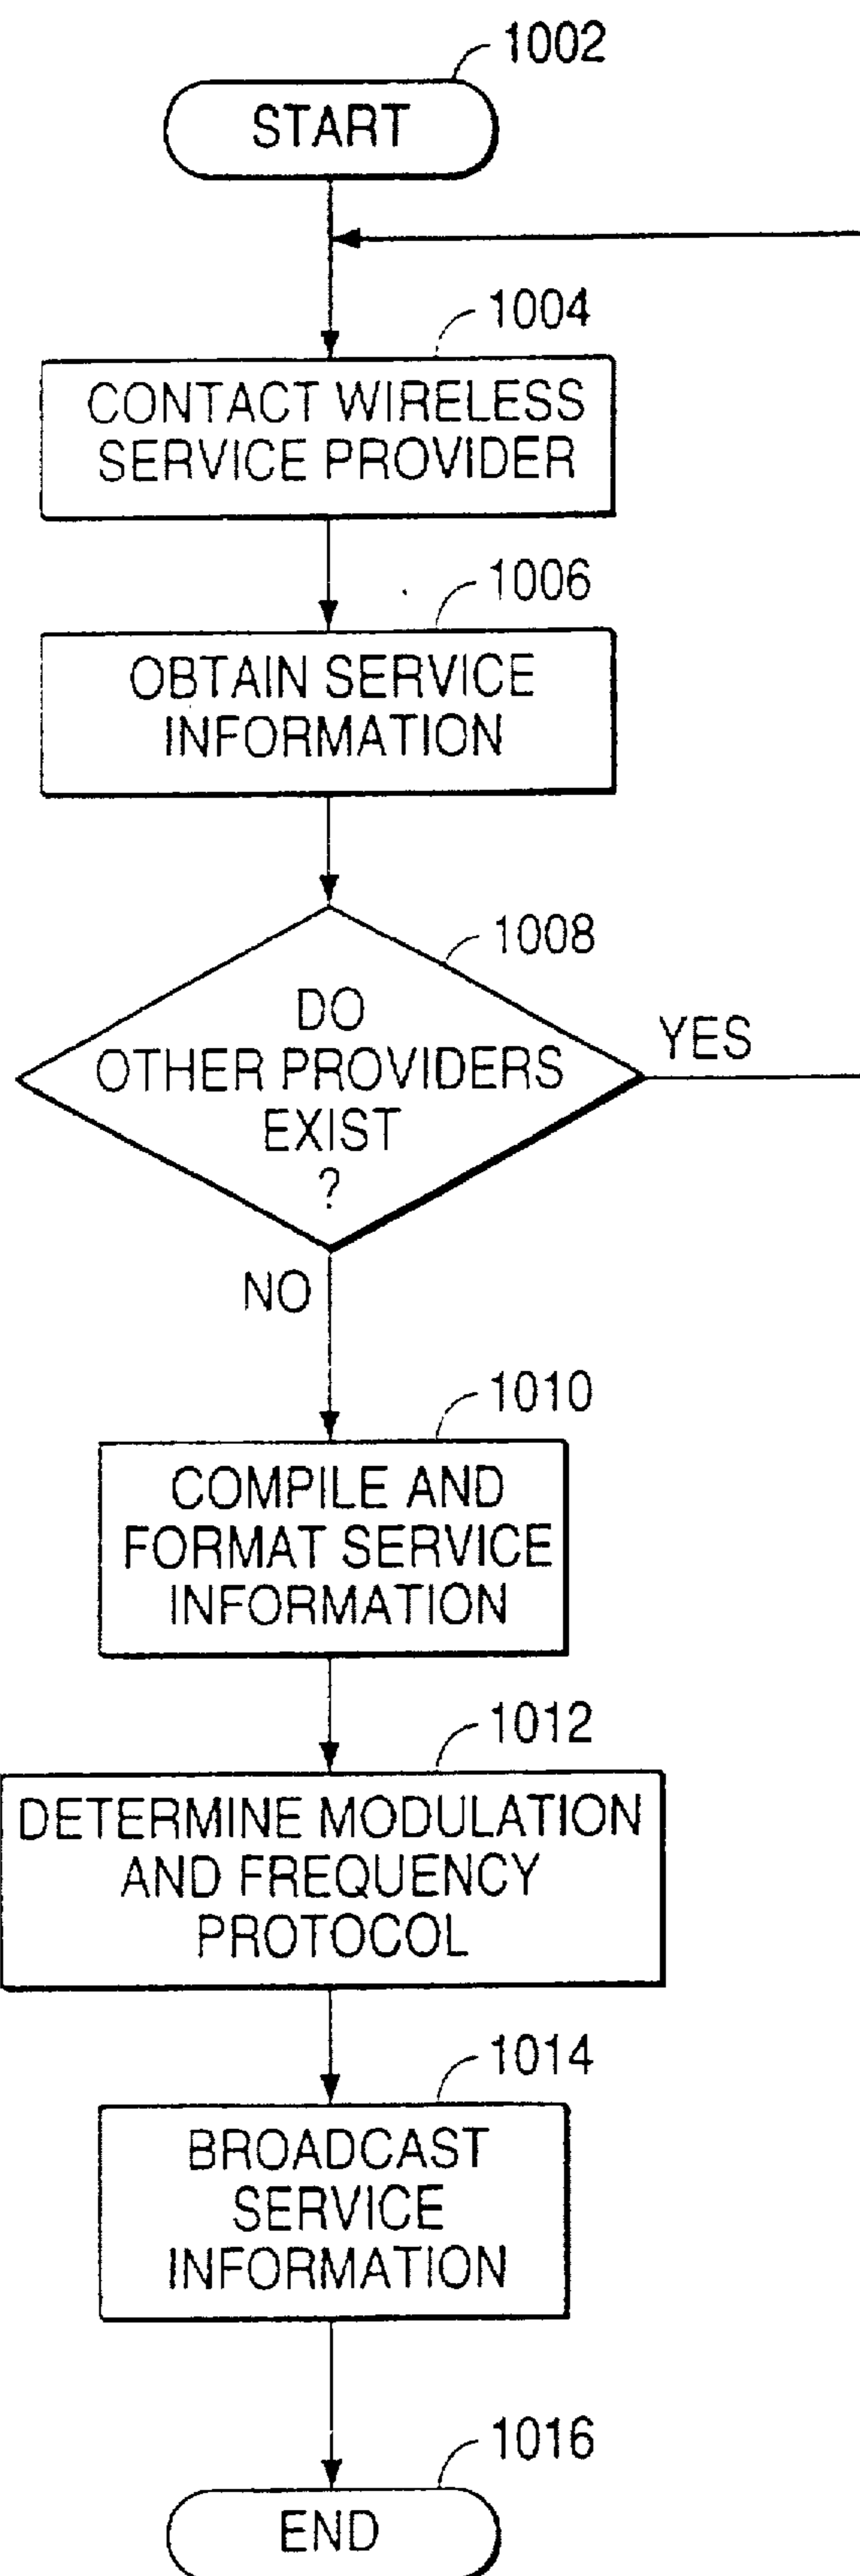 1002
START
1004
CONTACT WIRELESS
SERVICE PROVIDER
1006
OBTAIN SERVICE
INFORMATION
1008
DO
OTHER PROVIDERS
EXIST
?
YES
NO
1010
COMPILE AND
FORMAT SERVICE
INFORMATION
1012
DETERMINE MODULATION
AND FREQUENCY
PROTOCOL
1014
BROADCAST
SERVICE
INFORMATION
1016
END